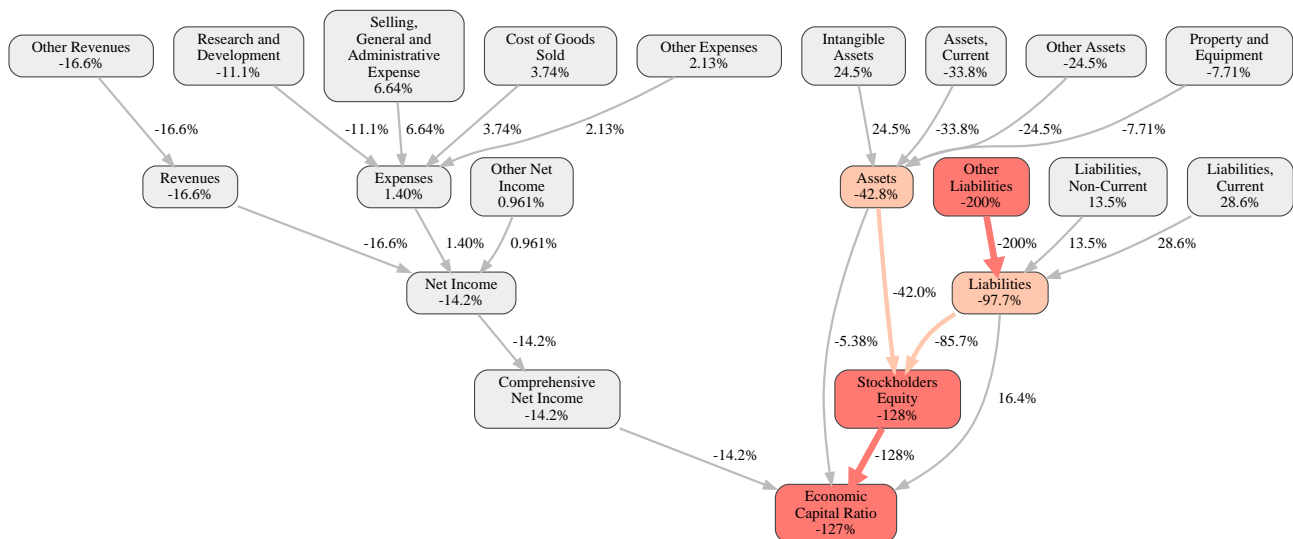 Other Revenues
-16.6%
Research and
Development
-11.1%
Selling,
General and
Administrative
Expense
6.64%
Cost of Goods
Sold
3.74%
Other Expenses
2.13%
Intangible
Assets
24.5%
Assets,
Current
-33.8%
Other Assets
-24.5%
Property and
Equipment
-7.71%
-16.6%
-11.1%
6.64%
3.74%
2.13%
24.5%
-33.8%
-24.5%
-7.71%
Revenues
-16.6%
Expenses
1.40%
Other Net
Income
0.961%
Assets
-42.8%
Other
Liabilities
-200%
Liabilities,
Non-Current
13.5%
Liabilities,
Current
28.6%
-16.6%
1.40%
0.961%
-200%
13.5%
28.6%
Net Income
-14.2%
-42.0%
Liabilities
-97.7%
-14.2%
-5.38%
-85.7%
Comprehensive
Net Income
-14.2%
Stockholders
Equity
-128%
16.4%
-14.2%
-128%
Economic
Capital Ratio
-127%